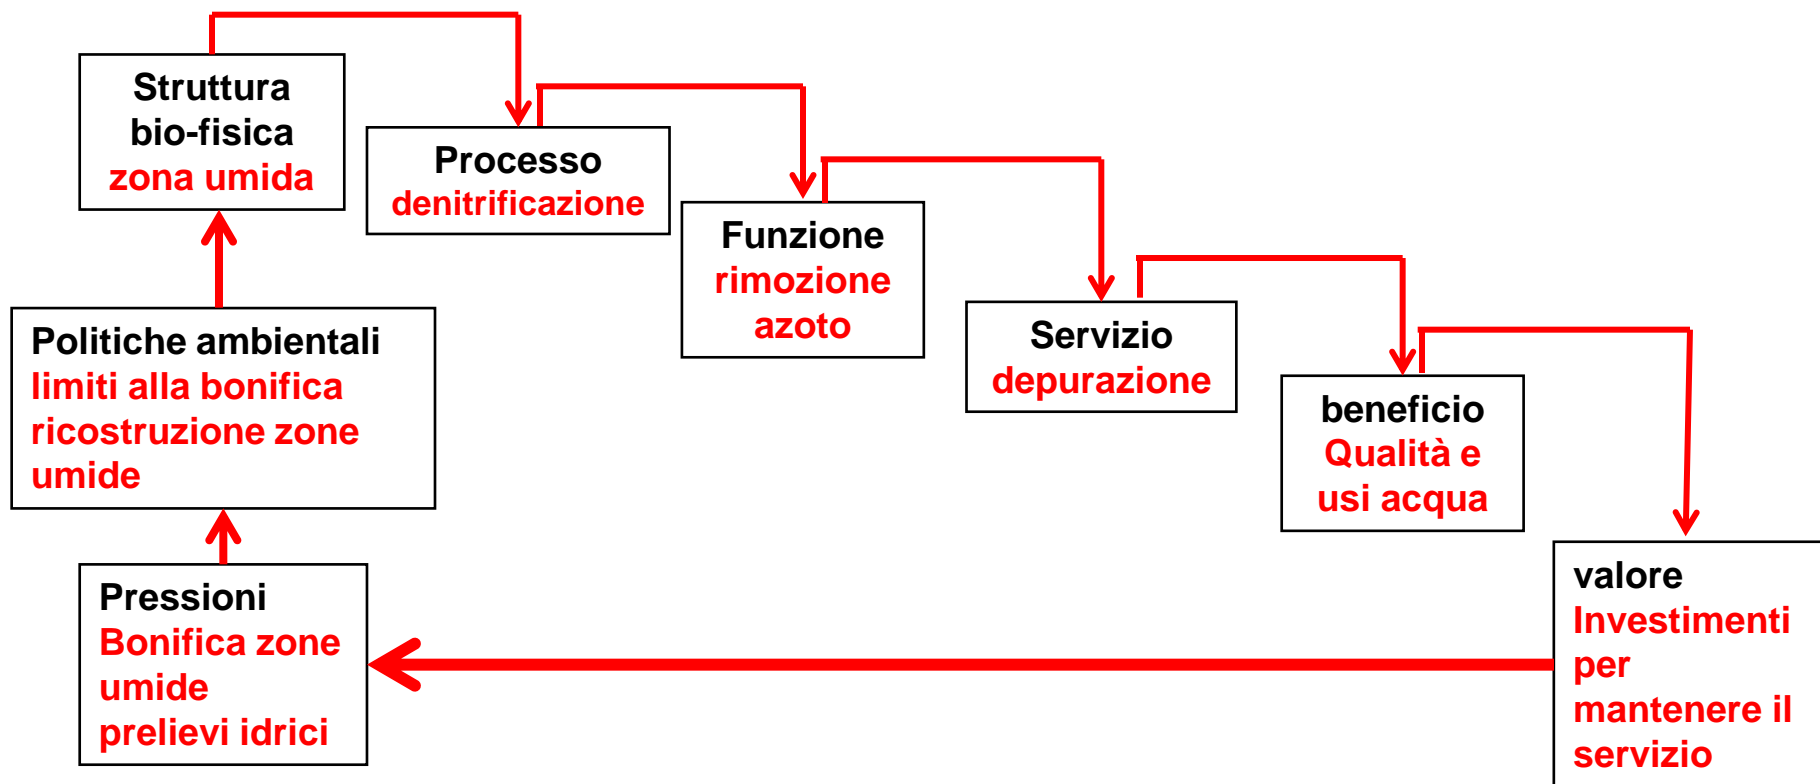 Struttura
bio-fisica
zona umida
Processo
denitrificazione
Funzione
rimozione
azoto
Servizio
depurazione
beneficio
Qualità e
usi acqua
valore
Investimenti
per
mantenere il
servizio
Politiche ambientali
limiti alla bonifica
ricostruzione zone
umide
Pressioni
Bonifica zone
umide
prelievi idrici